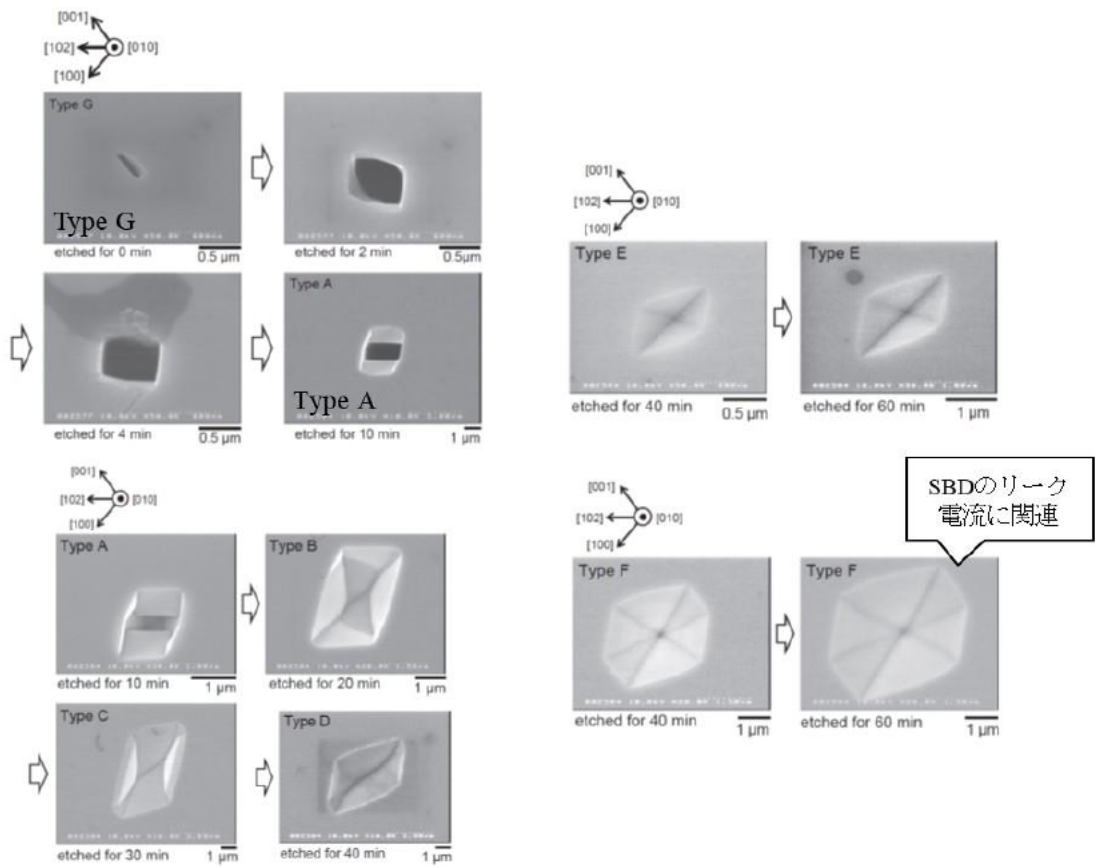 [001]
[102] [010]
[100]
Type G
Type G
etched for 0 min
0.5 μm
etched for 2 min
0.5μm
etched for 4 min
0.5 μm
Type A
Type A
etched for 10 min
1 μm
[001]
[102] [010]
[100]
Type A
etched for 10 min
1 μm
Type B
etched for 20 min
1 μm
Type C
etched for 30 min
1 μm
Type D
etched for 40 min
1 μm
[001]
[102] [010]
[100]
Type E
etched for 40 min
0.5 μm
Type E
etched for 60 min
1 μm
[001]
[102] [010]
[100]
SBDのリーク
電流に関連
Type F
etched for 40 min
1 μm
Type F
etched for 60 min
1 μm